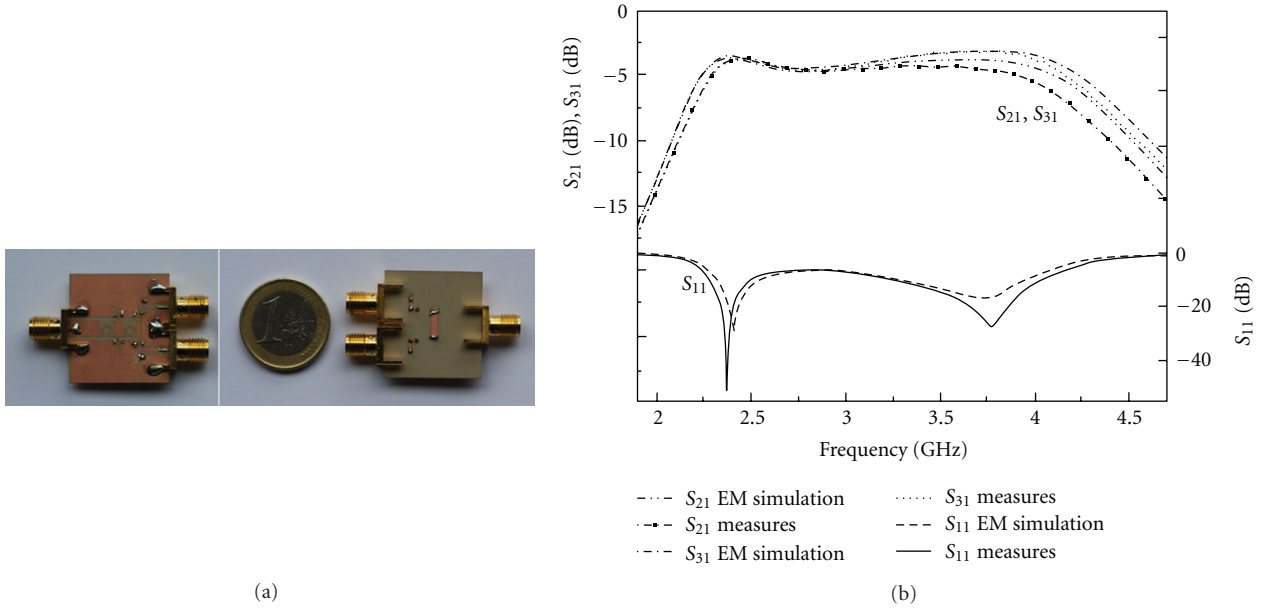 0
−5
−10
−15
S21 (dB), S31 (dB)
S21, S31
S11
0
−20
−40
S11 (dB)
2
2.5
3
3.5
4
4.5
Frequency (GHz)
S21 EM simulation
S21 measures
S31 EM simulation
S31 measures
S11 EM simulation
S11 measures
(a)
(b)